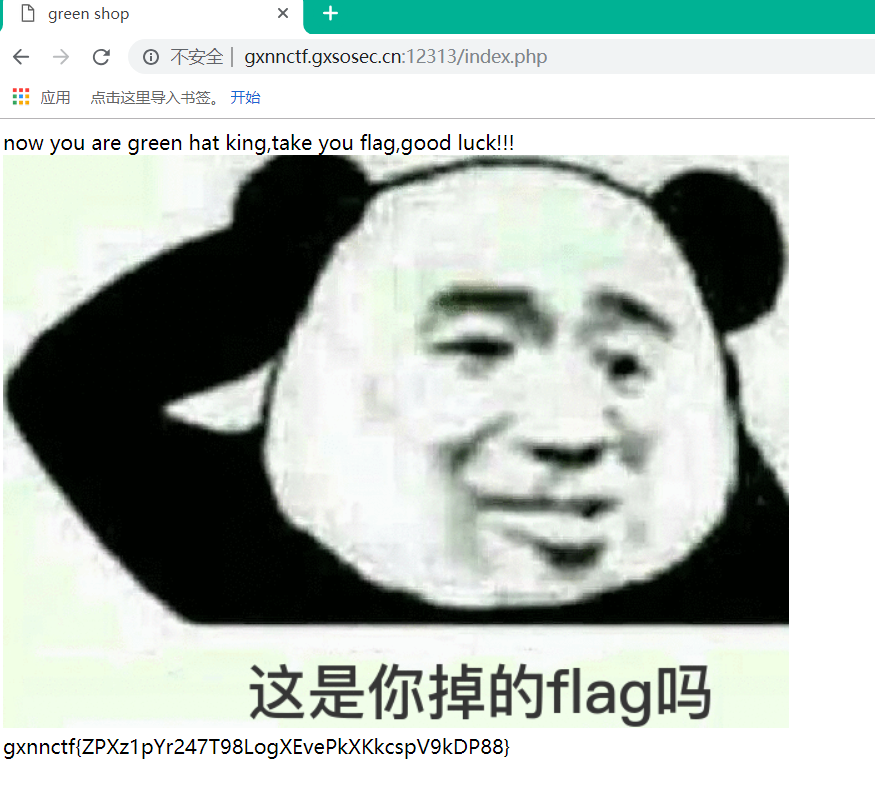 green shop
不安全 | gxnnctf.gxsosec.cn:12313/index.php
应用 点击这里导入书签。 开始
now you are green hat king,take you flag,good luck!!!
这是你掉的flag吗
gxnnctf{ZPXz1pYr247T98LogXEvePkXKkcspV9kDP88}